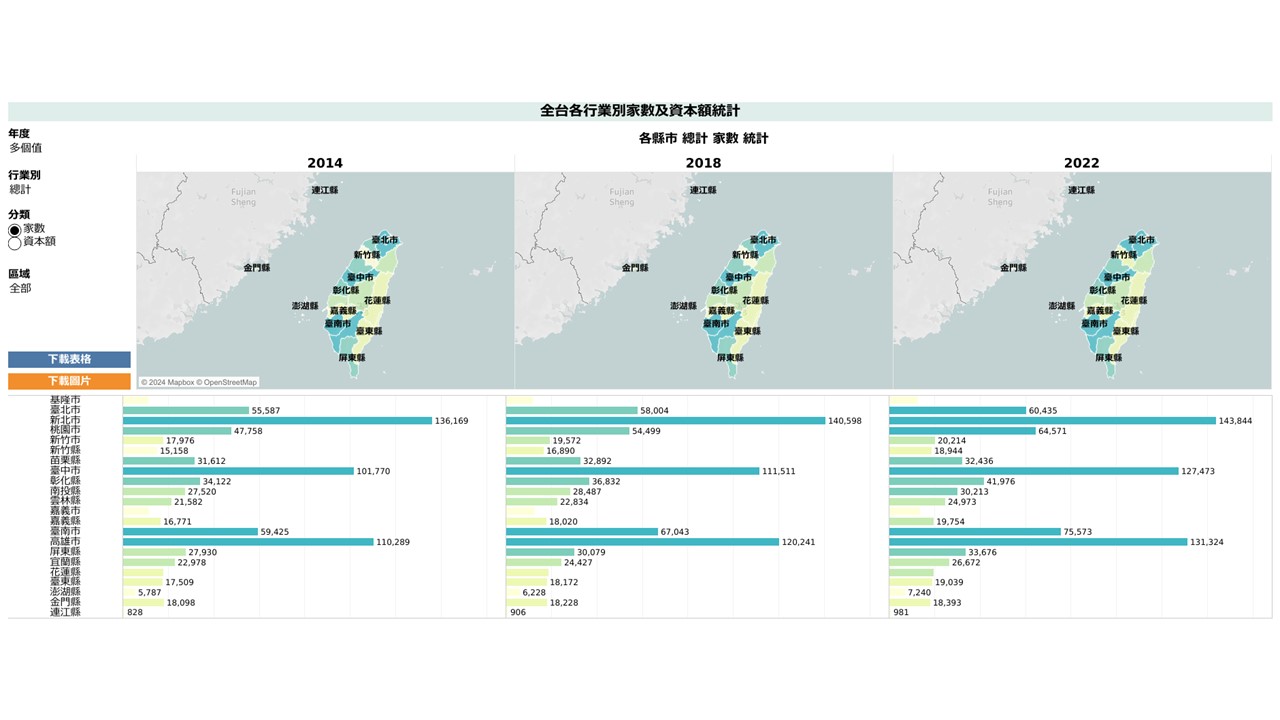 全台各行業別家數及資本額統計
年度
多個值
行業別
總計
分類
家數
資本額
區域
全部
下載表格
下載圖片
各縣市 總計 家數 統計
2014 2018 2022
Fujian Sheng
連江縣
臺北市
新竹縣
金門縣
臺中市
彰化縣
花蓮縣
澎湖縣
嘉義縣
臺南市
臺東縣
屏東縣
© 2024 Mapbox © OpenStreetMap
Fujian Sheng
連江縣
臺北市
新竹縣
金門縣
臺中市
彰化縣
花蓮縣
澎湖縣
嘉義縣
臺南市
臺東縣
屏東縣
Fujian Sheng
連江縣
臺北市
新竹縣
金門縣
臺中市
彰化縣
花蓮縣
澎湖縣
嘉義縣
臺南市
臺東縣
屏東縣
基隆市
臺北市 55,587 58,004 60,435
新北市 136,169 140,598 143,844
桃園市 47,758 54,499 64,571
新竹市 17,976 19,572 20,214
新竹縣 15,158 16,890 18,944
苗栗縣 31,612 32,892 32,436
臺中市 101,770 111,511 127,473
彰化縣 34,122 36,832 41,976
南投縣 27,520 28,487 30,213
雲林縣 21,582 22,834 24,973
嘉義市
嘉義縣 16,771 18,020 19,754
臺南市 59,425 67,043 75,573
高雄市 110,289 120,241 131,324
屏東縣 27,930 30,079 33,676
宜蘭縣 22,978 24,427 26,672
花蓮縣
臺東縣 17,509 18,172 19,039
澎湖縣 5,787 6,228 7,240
金門縣 18,098 18,228 18,393
連江縣 828 906 981